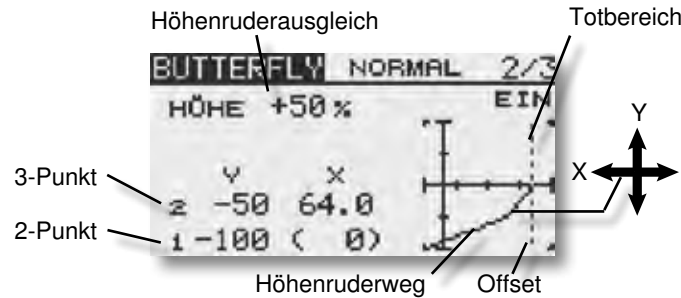 Höhenruderausgleich
Totbereich
BUTTERFLY NORMAL 2/3
HÖHE +50% EIN
Y
Y X
X
3-Punkt
2 -50 64.0
2-Punkt
1 -100 ( 0)
Höhenruderweg
Offset